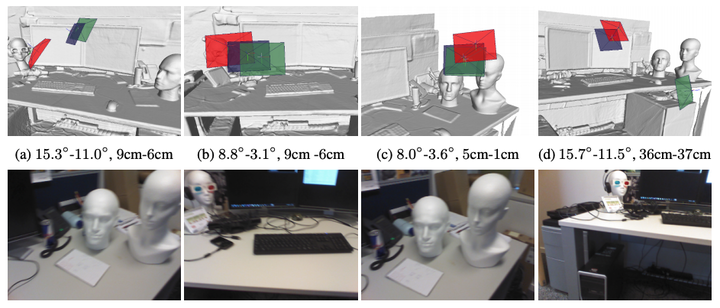 (a) 15.3°-11.0°, 9cm-6cm
(b) 8.8°-3.1°, 9cm -6cm
(c) 8.0°-3.6°, 5cm-1cm
(d) 15.7°-11.5°, 36cm-37cm